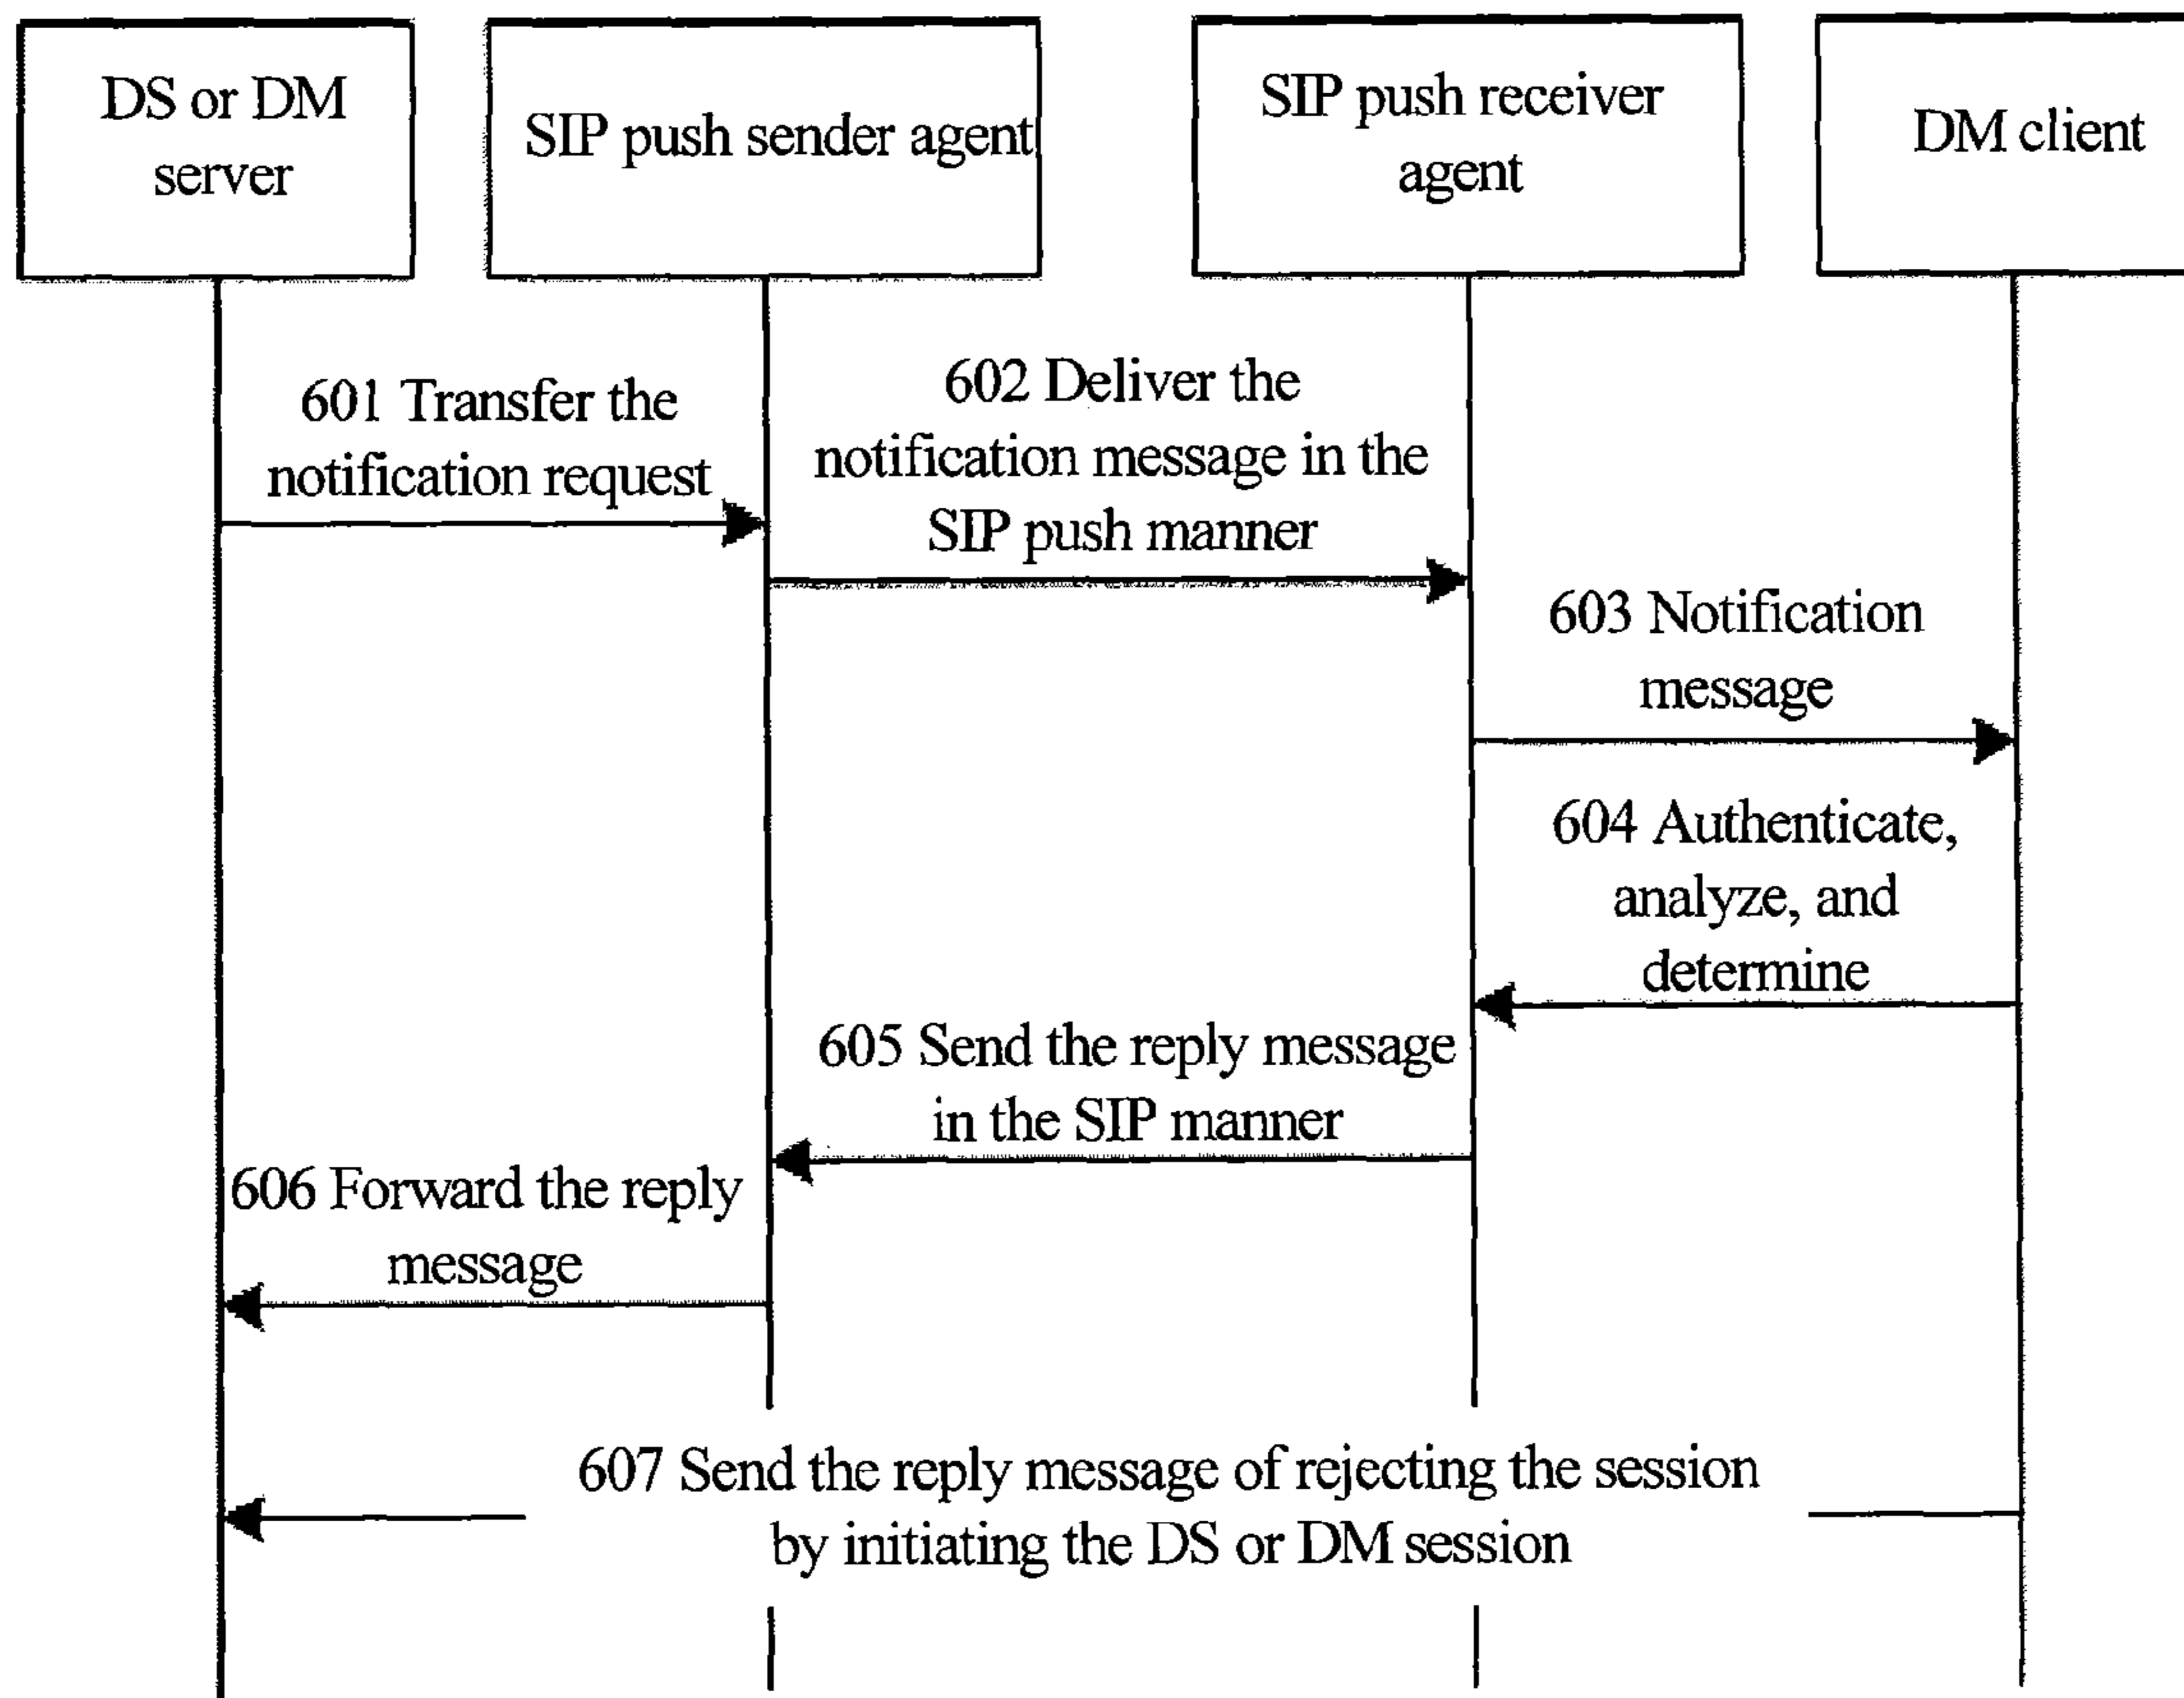 DS or DM
server
SIP push sender agent
SIP push receiver
agent
DM client
601 Transfer the
notification request
602 Deliver the
notification message in the
SIP push manner
603 Notification
message
604 Authenticate,
analyze, and
determine
605 Send the reply message
in the SIP manner
606 Forward the reply
message
607 Send the reply message of rejecting the session
by initiating the DS or DM session